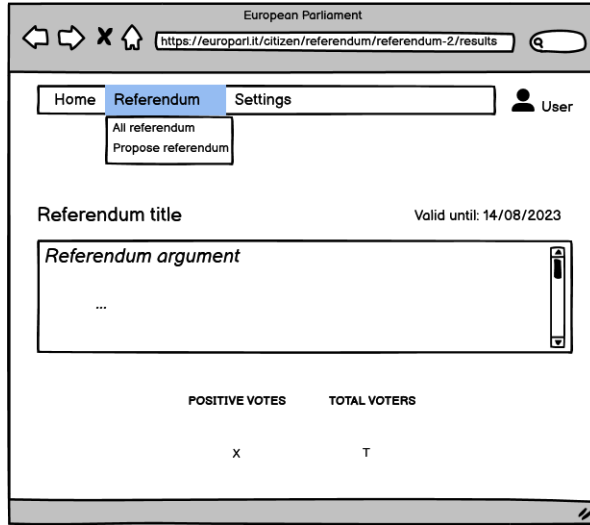 European Parliament
https://europarl.it/citizen/referendum/referendum-2/results
Home Referendum Settings
User
All referendum
Propose referendum
Referendum title
Valid until: 14/08/2023
Referendum argument
...
POSITIVE VOTES TOTAL VOTERS
X T